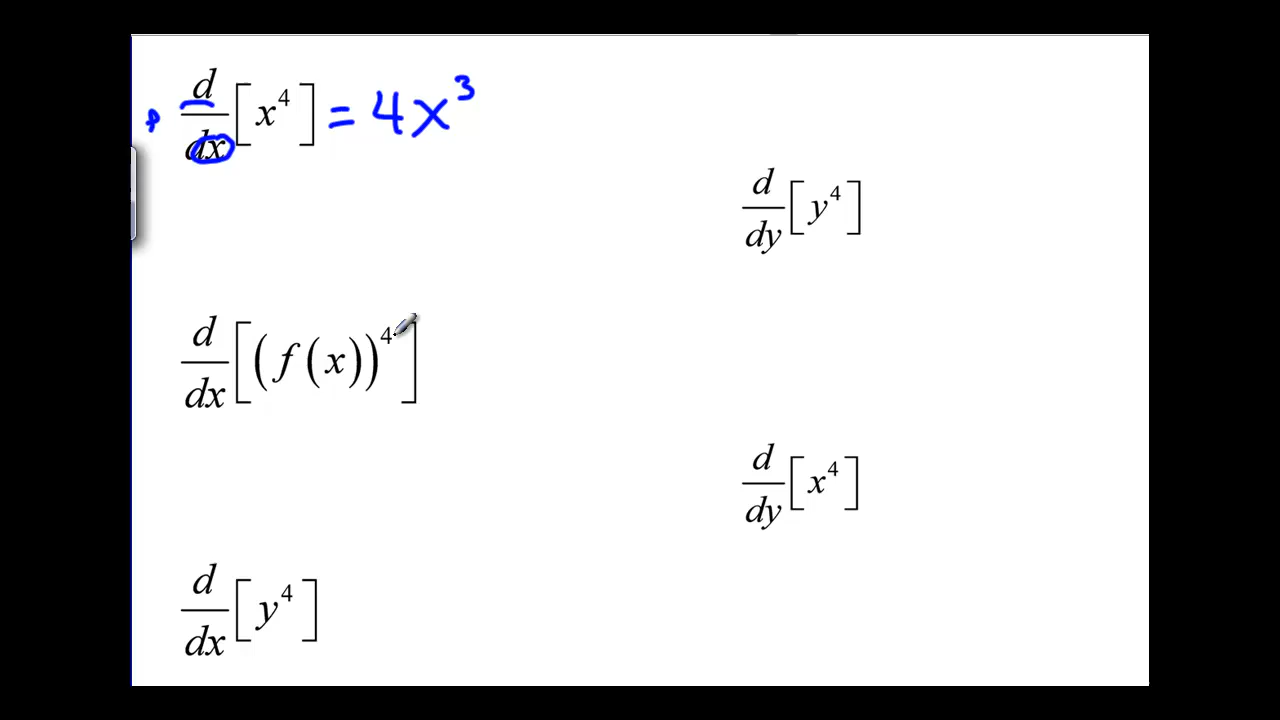 d/dx [x⁴] = 4x³
d/dy [y⁴]
d/dx [(f(x))⁴]
d/dy [x⁴]
d/dx [y⁴]